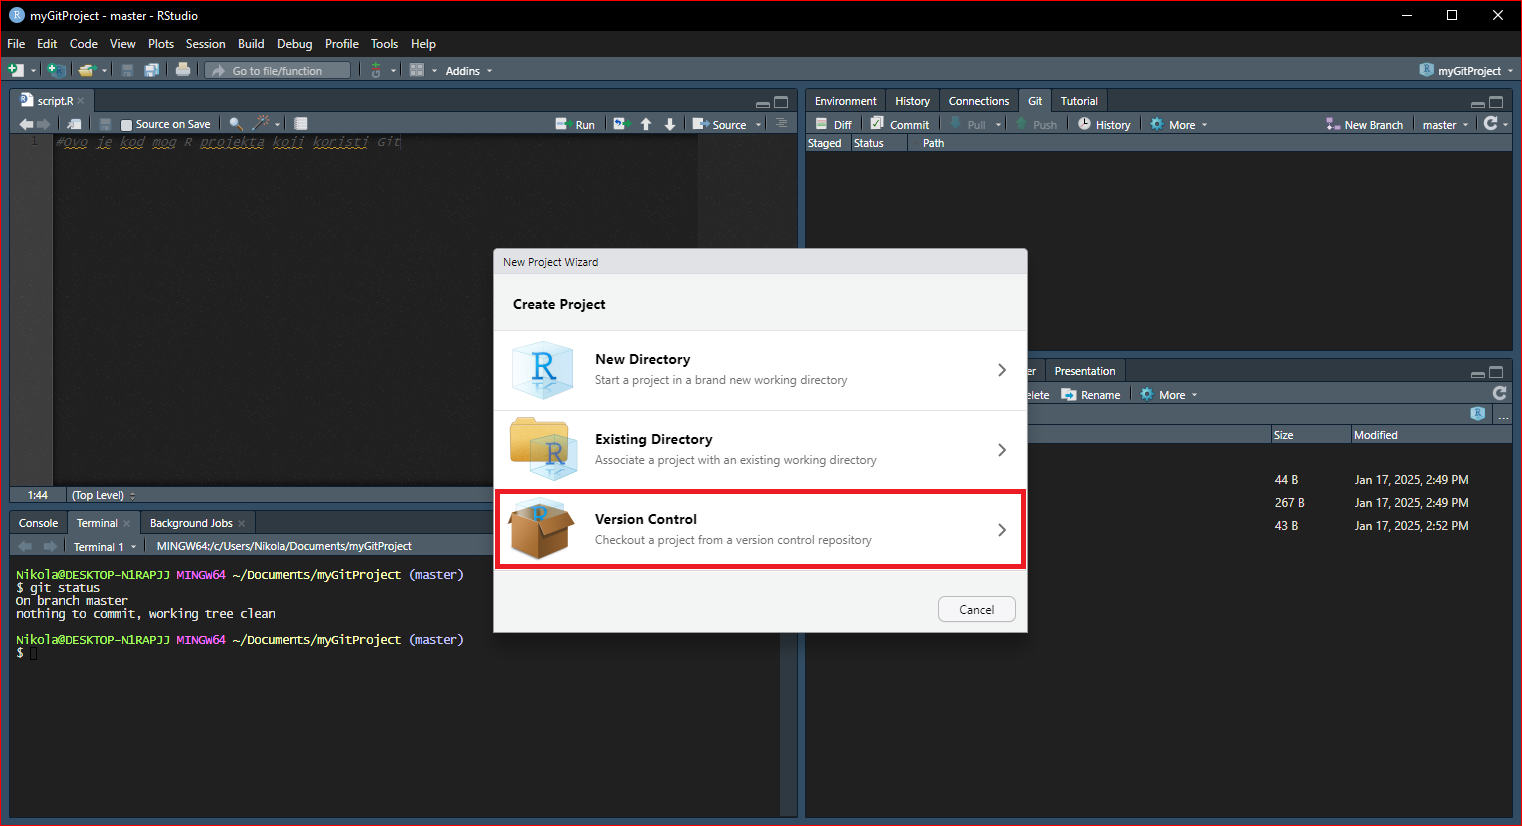 myGitProject - master - RStudio
File Edit Code View Plots Session Build Debug Profile Tools Help
Go to file/function Addins myGitProject
script.R
Source on Save Run Source
1 #Ovo je kod mog R projekta koji koristi Git
1:44 (Top Level)
Environment History Connections Git Tutorial
Diff Commit Pull Push History More New Branch master
Staged Status Path
New Project Wizard
Create Project
New Directory
Start a project in a brand new working directory
Existing Directory
Associate a project with an existing working directory
Version Control
Checkout a project from a version control repository
Cancel
er Presentation
elete Rename More
R ...
Size Modified
44 B Jan 17, 2025, 2:49 PM
267 B Jan 17, 2025, 2:49 PM
43 B Jan 17, 2025, 2:52 PM
Console Terminal Background Jobs
Terminal 1 MINGW64:/c/Users/Nikola/Documents/myGitProject
Nikola@DESKTOP-N1RAPJJ MINGW64 ~/Documents/myGitProject (master)
$ git status
On branch master
nothing to commit, working tree clean
Nikola@DESKTOP-N1RAPJJ MINGW64 ~/Documents/myGitProject (master)
$